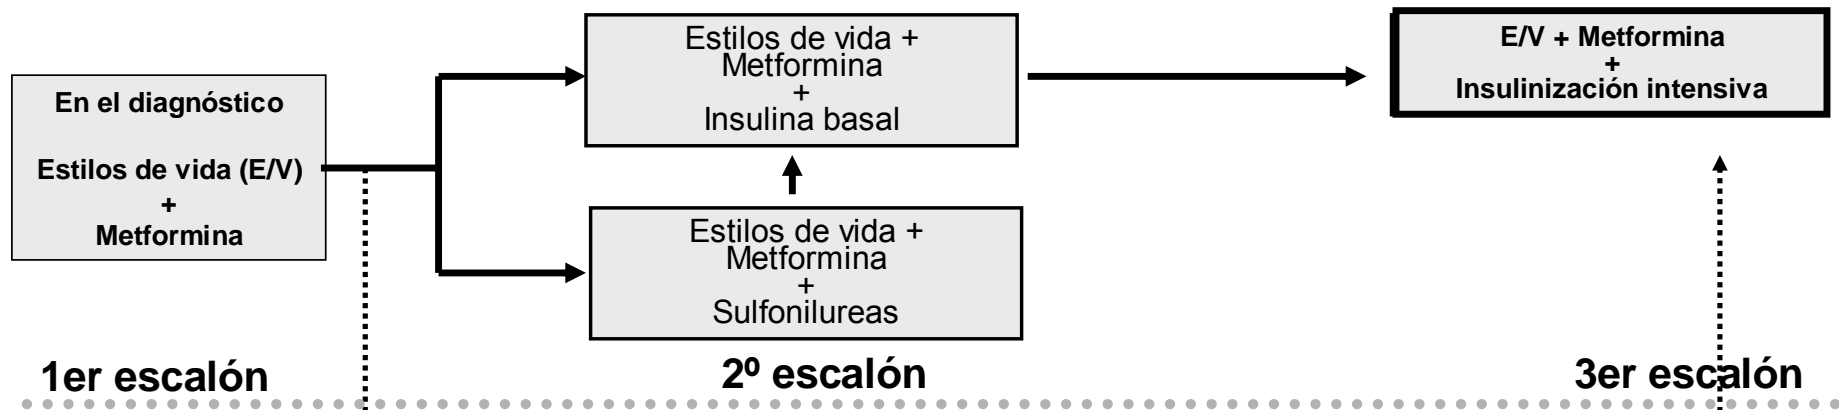 En el diagnóstico
Estilos de vida (E/V)
+
Metformina
Estilos de vida +
Metformina
+
Insulina basal
Estilos de vida +
Metformina
+
Sulfonilureas
E/V + Metformina
+
Insulinización intensiva
1er escalón
2º escalón
3er escalón